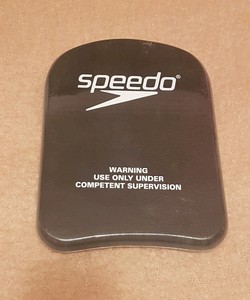 speedo®
WARNING
USE ONLY UNDER
COMPETENT SUPERVISION